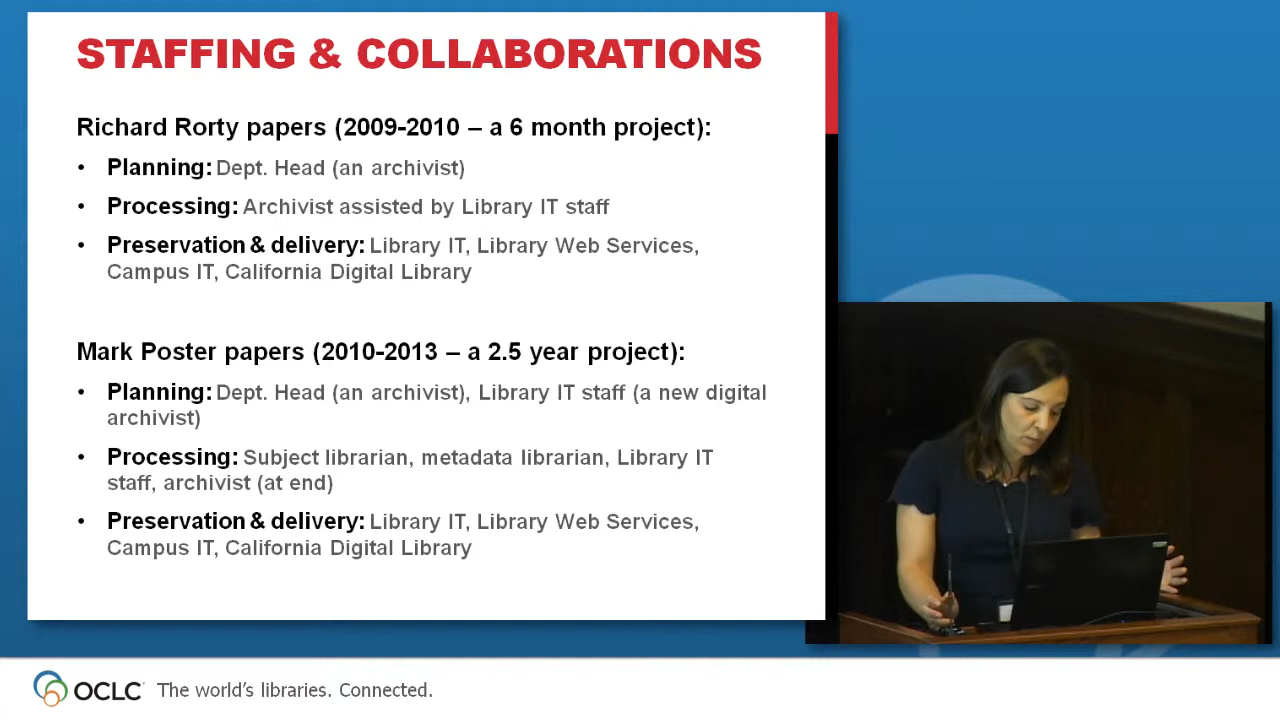 STAFFING & COLLABORATIONS
Richard Rorty papers (2009-2010 – a 6 month project):
• Planning: Dept. Head (an archivist)
• Processing: Archivist assisted by Library IT staff
• Preservation & delivery: Library IT, Library Web Services,
Campus IT, California Digital Library
Mark Poster papers (2010-2013 – a 2.5 year project):
• Planning: Dept. Head (an archivist), Library IT staff (a new digital
archivist)
• Processing: Subject librarian, metadata librarian, Library IT
staff, archivist (at end)
• Preservation & delivery: Library IT, Library Web Services,
Campus IT, California Digital Library
OCLC The world's libraries. Connected.